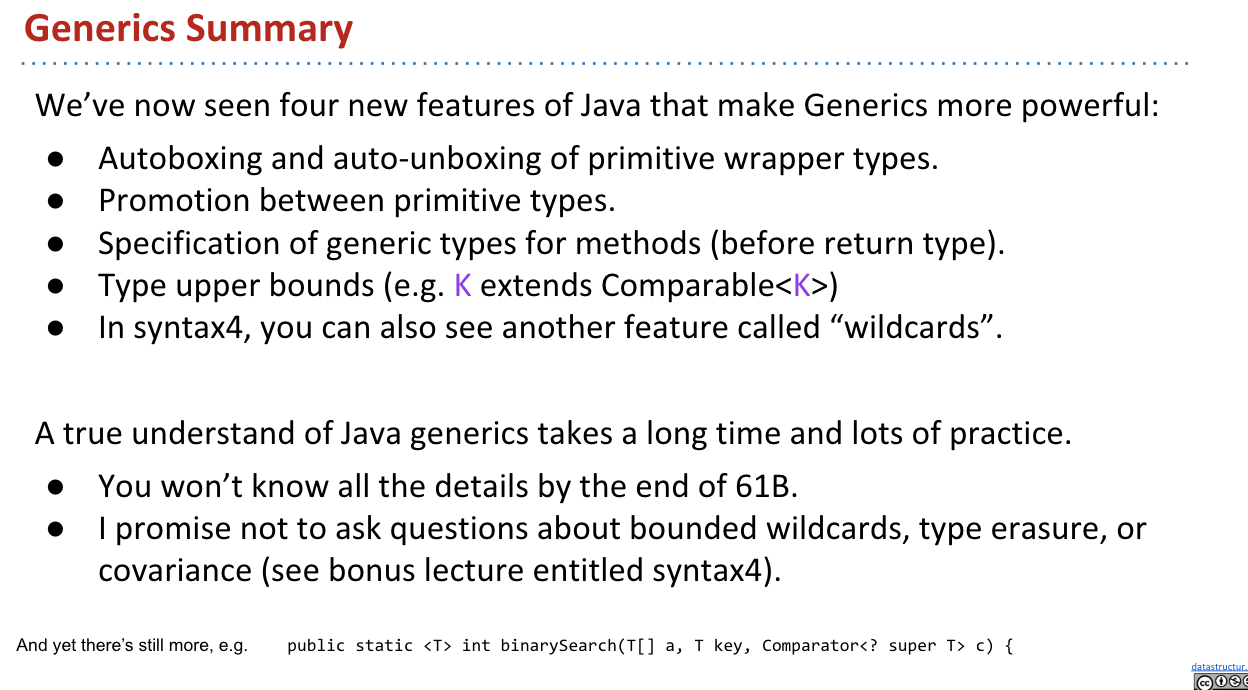 Generics Summary
We’ve now seen four new features of Java that make Generics more powerful:
● Autoboxing and auto-unboxing of primitive wrapper types.
● Promotion between primitive types.
● Specification of generic types for methods (before return type).
● Type upper bounds (e.g. K extends Comparable<K>)
● In syntax4, you can also see another feature called “wildcards”.
A true understand of Java generics takes a long time and lots of practice.
● You won’t know all the details by the end of 61B.
● I promise not to ask questions about bounded wildcards, type erasure, or
covariance (see bonus lecture entitled syntax4).
And yet there’s still more, e.g. public static <T> int binarySearch(T[] a, T key, Comparator<? super T> c) {
datastructur.